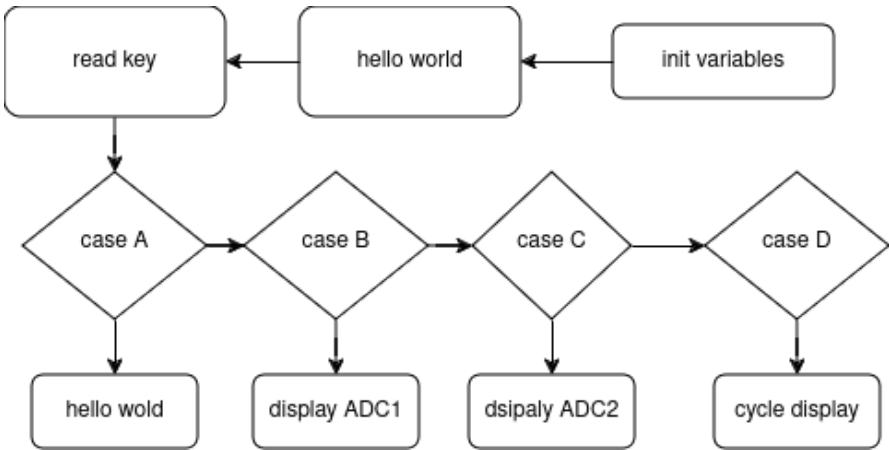 read key
hello world
init variables
case A
case B
case C
case D
hello wold
display ADC1
dsipaly ADC2
cycle display